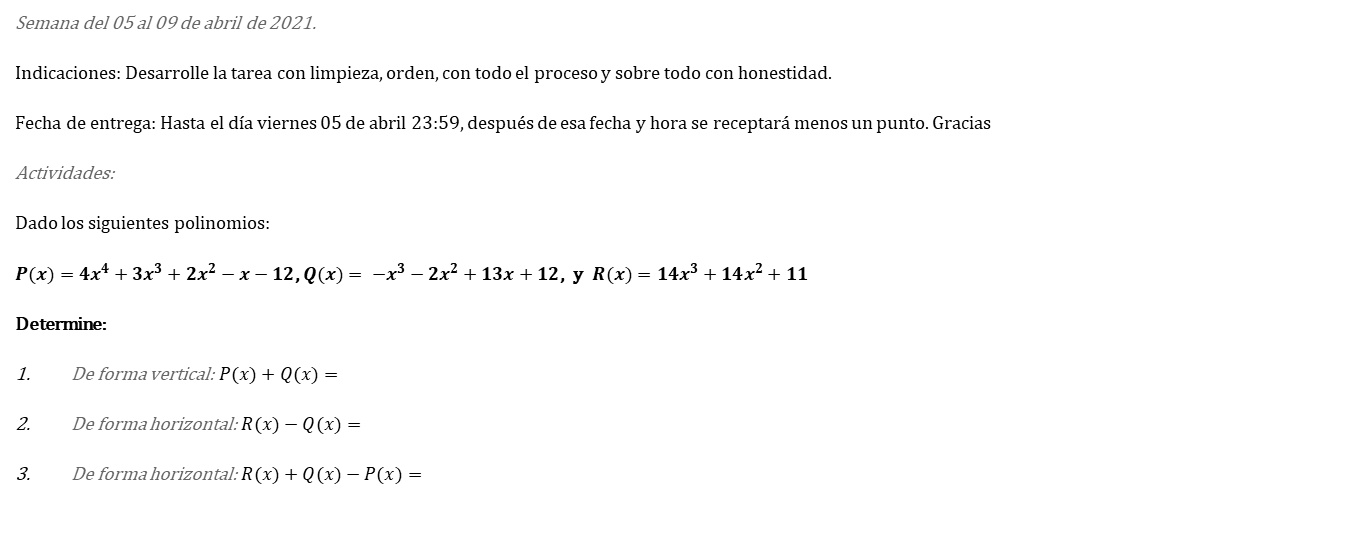 Semana del 05 al 09 de abril de 2021.
Indicaciones: Desarrolle la tarea con limpieza, orden, con todo el proceso y sobre todo con honestidad.
Fecha de entrega: Hasta el día viernes 05 de abril 23:59, después de esa fecha y hora se receptará menos un punto. Gracias
Actividades:
Dado los siguientes polinomios:
P(x) = 4x⁴ + 3x³ + 2x² − x − 12, Q(x) = −x³ − 2x² + 13x + 12, y R(x) = 14x³ + 14x² + 11
Determine:
1. De forma vertical: P(x) + Q(x) =
2. De forma horizontal: R(x) − Q(x) =
3. De forma horizontal: R(x) + Q(x) − P(x) =